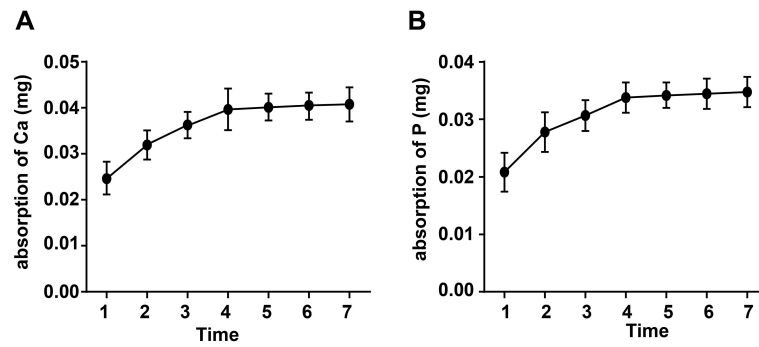 A
absorption of Ca (mg)
0.05
0.04
0.03
0.02
0.01
0.00
1 2 3 4 5 6 7
Time
B
absorption of P (mg)
0.04
0.03
0.02
0.01
0.00
1 2 3 4 5 6 7
Time